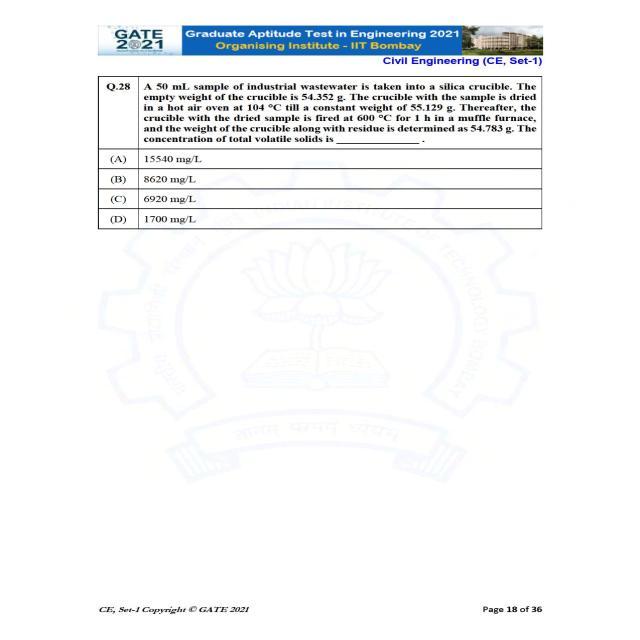 GATE
2021
Graduate Aptitude Test in Engineering 2021
Organising Institute - IIT Bombay
Civil Engineering (CE, Set-1)
Q.28 A 50 mL sample of industrial wastewater is taken into a silica crucible. The
empty weight of the crucible is 54.352 g. The crucible with the sample is dried
in a hot air oven at 104 °C till a constant weight of 55.129 g. Thereafter, the
crucible with the dried sample is fired at 600 °C for 1 h in a muffle furnace,
and the weight of the crucible along with residue is determined as 54.783 g. The
concentration of total volatile solids is _______________ .
(A) 15540 mg/L
(B) 8620 mg/L
(C) 6920 mg/L
(D) 1700 mg/L
CE, Set-1 Copyright © GATE 2021
Page 18 of 36